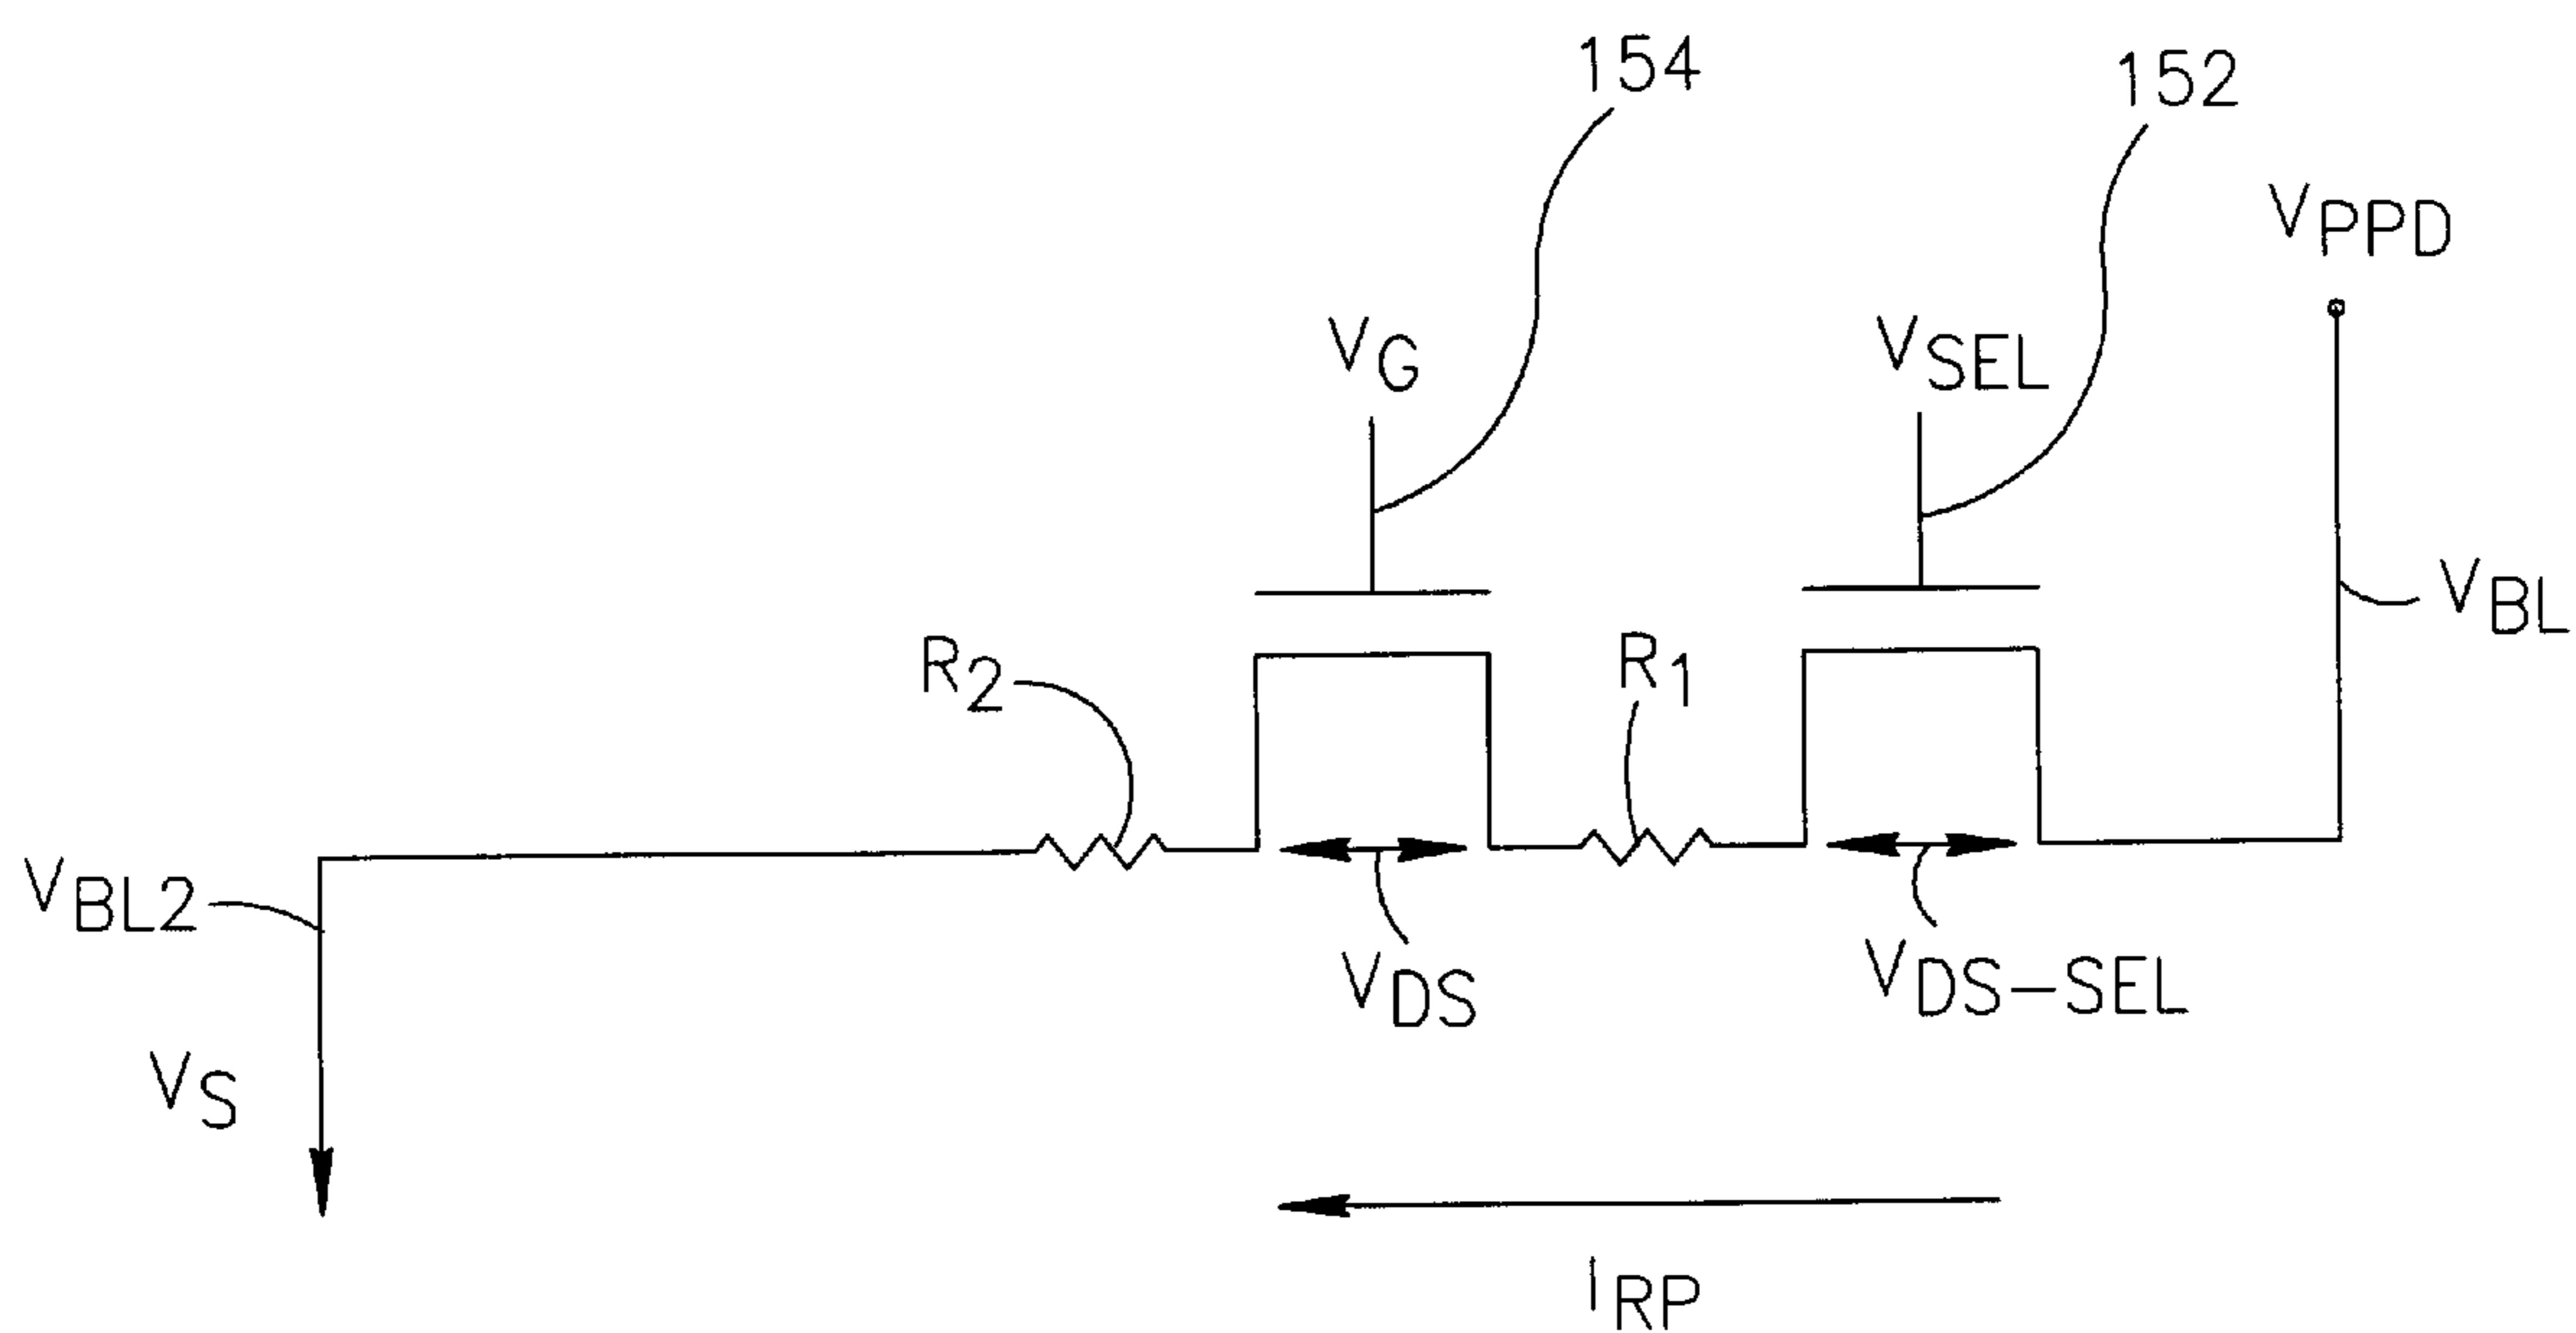 154
152
VPPD
VG
VSEL
VBL
R2
R1
VBL2
VDS
VDS-SEL
VS
IRP